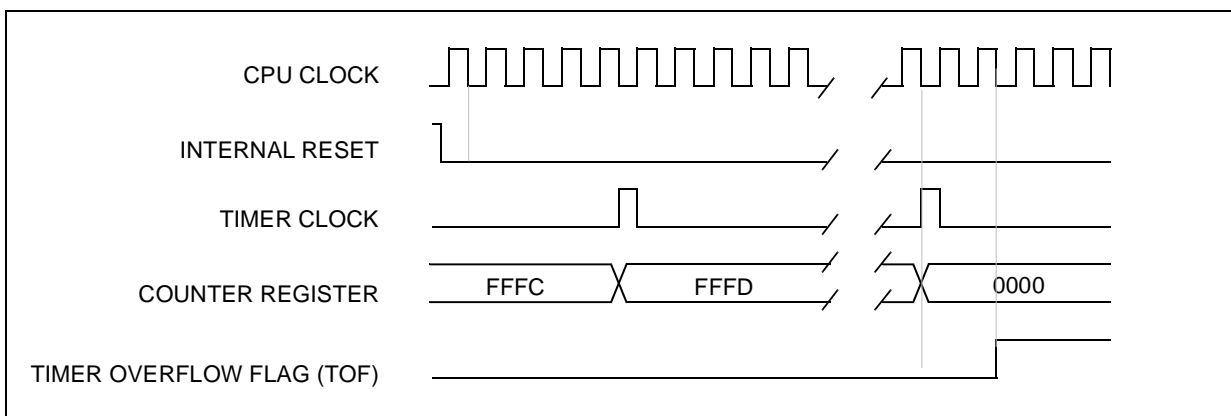 CPU CLOCK
INTERNAL RESET
TIMER CLOCK
COUNTER REGISTER FFFC FFFD 0000
TIMER OVERFLOW FLAG (TOF)